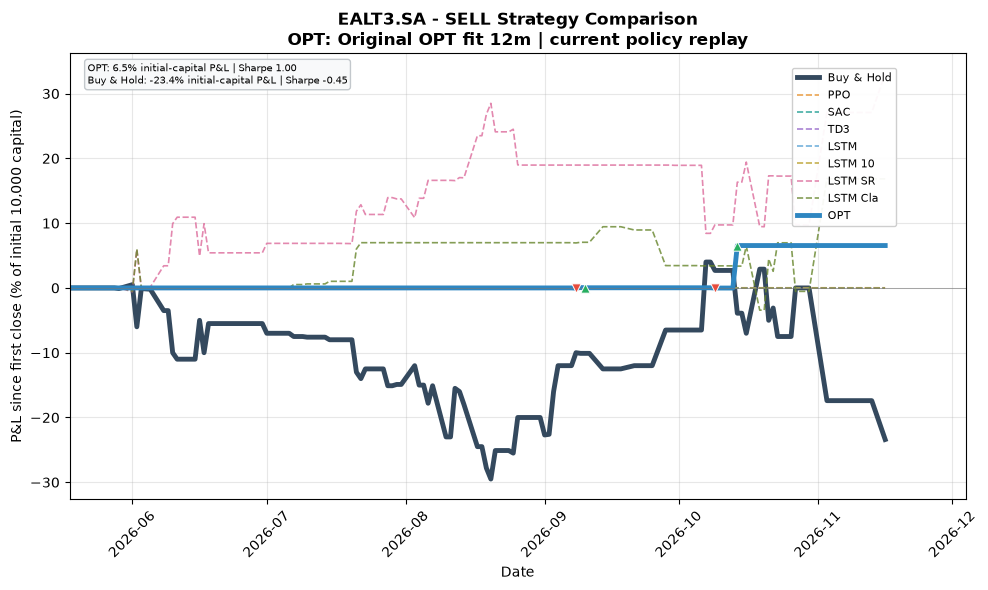 EALT3.SA - SELL Strategy Comparison
OPT: Original OPT fit 12m | current policy replay
OPT: 6.5% initial-capital P&L | Sharpe 1.00
Buy & Hold: -23.4% initial-capital P&L | Sharpe -0.45
Buy & Hold
PPO
SAC
TD3
LSTM
LSTM 10
LSTM SR
LSTM Cla
OPT
P&L since first close (% of initial 10,000 capital)
30
20
10
0
−10
−20
−30
2026-06
2026-07
2026-08
2026-09
2026-10
2026-11
2026-12
Date